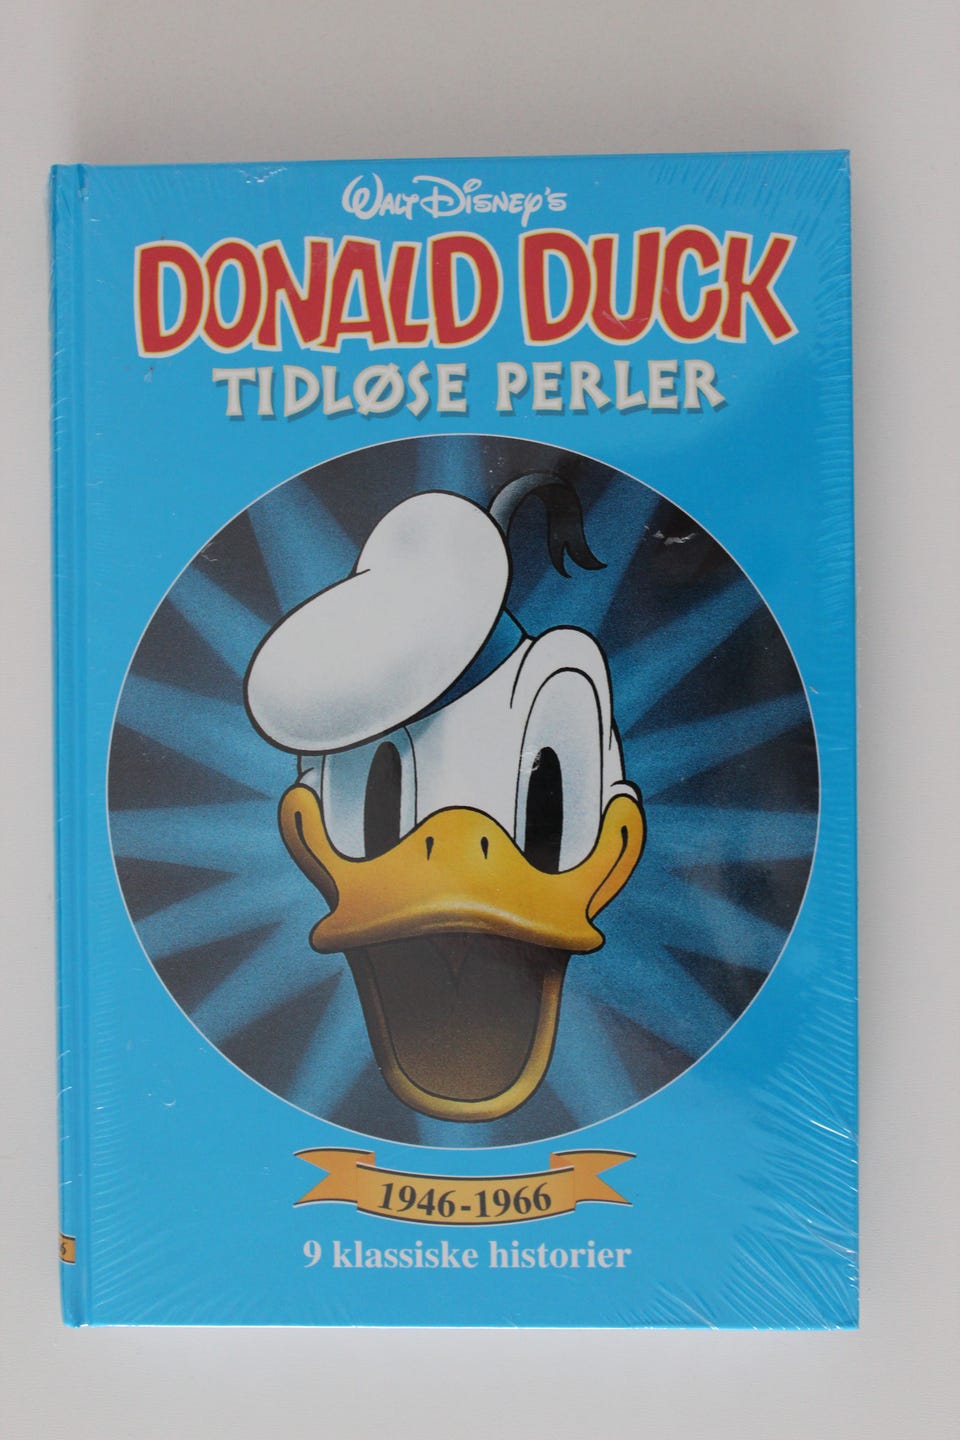 WALT DISNEY'S
DONALD DUCK
TIDLØSE PERLER
1946-1966
9 klassiske historier